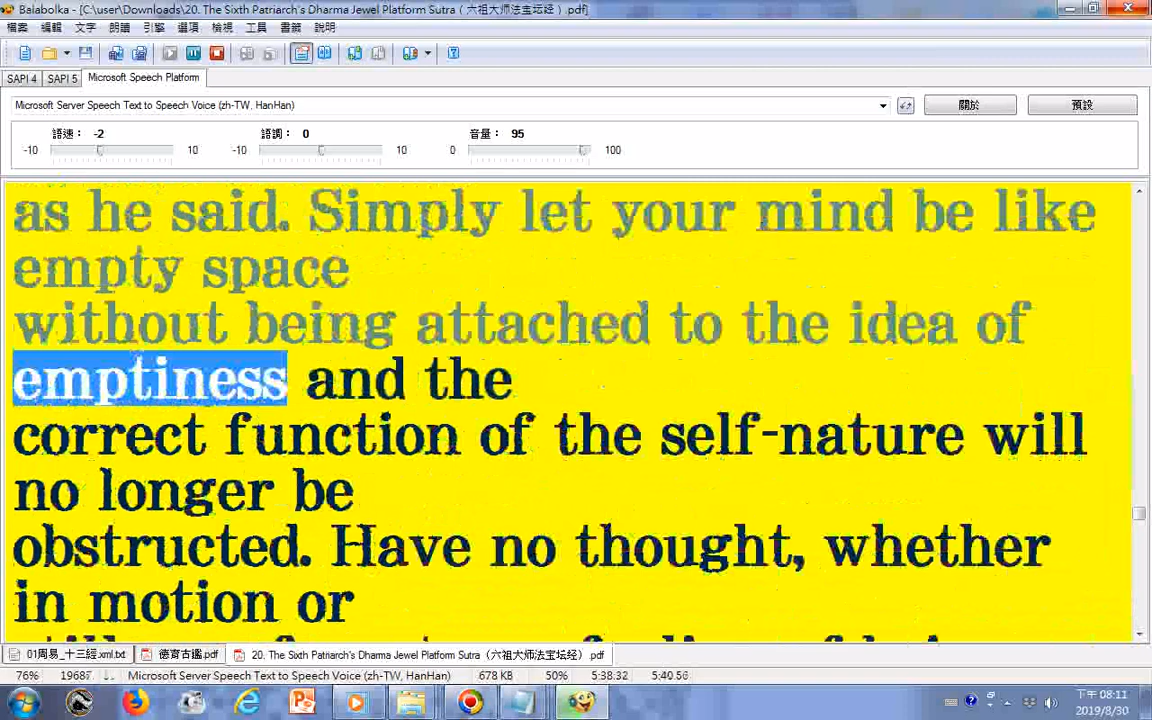 Balabolka - [C:\user\Downloads\20. The Sixth Patriarch's Dharma Jewel Platform Sutra（六祖大师法宝坛经）.pdf]
檔案 編輯 文字 朗讀 引擎 選項 檢視 工具 書籤 說明
SAPI 4 SAPI 5 Microsoft Speech Platform
Microsoft Server Speech Text to Speech Voice (zh-TW, HanHan) 關於 預設
語速： -2 語調： 0 音量： 95
-10 10 -10 10 0 100
as he said. Simply let your mind be like
empty space
without being attached to the idea of
emptiness and the
correct function of the self-nature will
no longer be
obstructed. Have no thought, whether
in motion or
01周易_十三經.xml.txt 德育古鑑.pdf 20. The Sixth Patriarch's Dharma Jewel Platform Sutra（六祖大师法宝坛经）.pdf
76% Microsoft Server Speech Text to Speech Voice (zh-TW, HanHan) 678 KB 50% 5:38:32 5:40:56
下午 08:11
2019/8/30